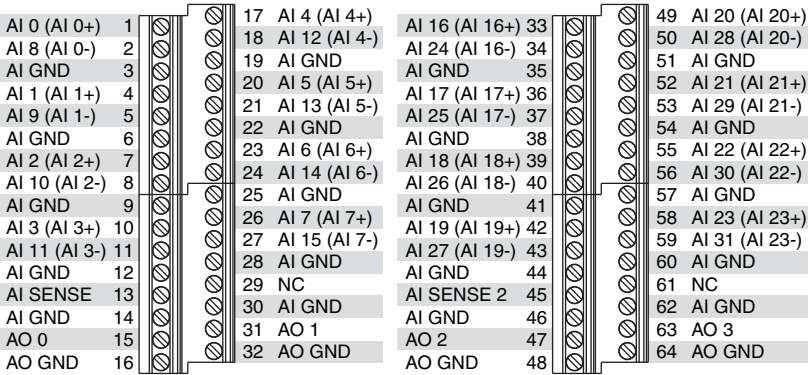 AI 0 (AI 0+) 1
AI 8 (AI 0-) 2
AI GND 3
AI 1 (AI 1+) 4
AI 9 (AI 1-) 5
AI GND 6
AI 2 (AI 2+) 7
AI 10 (AI 2-) 8
AI GND 9
AI 3 (AI 3+) 10
AI 11 (AI 3-) 11
AI GND 12
AI SENSE 13
AI GND 14
AO 0 15
AO GND 16
17 AI 4 (AI 4+)
18 AI 12 (AI 4-)
19 AI GND
20 AI 5 (AI 5+)
21 AI 13 (AI 5-)
22 AI GND
23 AI 6 (AI 6+)
24 AI 14 (AI 6-)
25 AI GND
26 AI 7 (AI 7+)
27 AI 15 (AI 7-)
28 AI GND
29 NC
30 AI GND
31 AO 1
32 AO GND
AI 16 (AI 16+) 33
AI 24 (AI 16-) 34
AI GND 35
AI 17 (AI 17+) 36
AI 25 (AI 17-) 37
AI GND 38
AI 18 (AI 18+) 39
AI 26 (AI 18-) 40
AI GND 41
AI 19 (AI 19+) 42
AI 27 (AI 19-) 43
AI GND 44
AI SENSE 2 45
AI GND 46
AO 2 47
AO GND 48
49 AI 20 (AI 20+)
50 AI 28 (AI 20-)
51 AI GND
52 AI 21 (AI 21+)
53 AI 29 (AI 21-)
54 AI GND
55 AI 22 (AI 22+)
56 AI 30 (AI 22-)
57 AI GND
58 AI 23 (AI 23+)
59 AI 31 (AI 23-)
60 AI GND
61 NC
62 AI GND
63 AO 3
64 AO GND